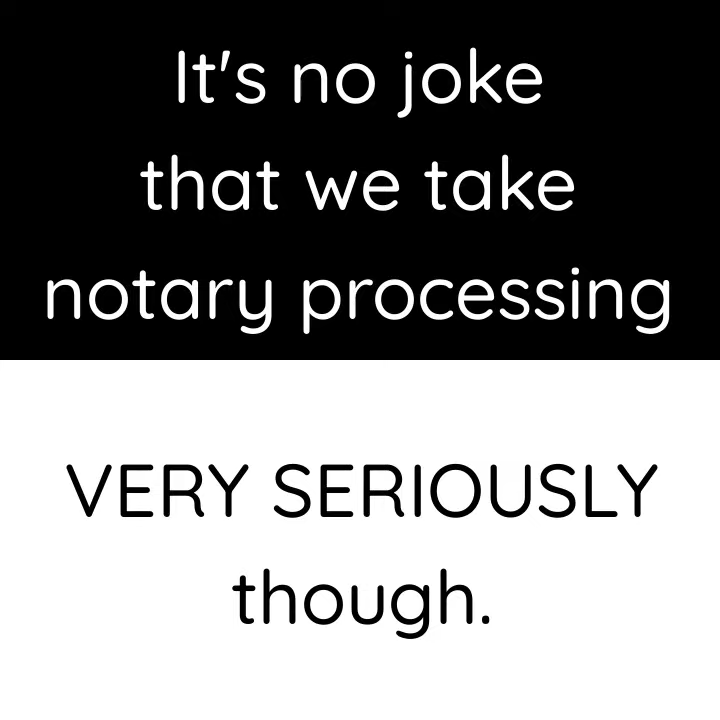 It's no joke
that we take
notary processing
VERY SERIOUSLY
though.